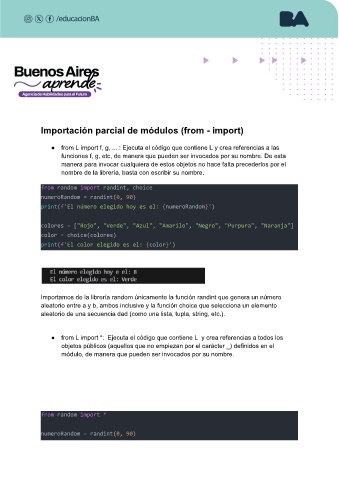 /educacionBA
BA
Buenos Aires
aprende
Agencia de Habilidades para el Futuro
Importación parcial de módulos (from - import)
● from L import f, g, ... : Ejecuta el código que contiene L y crea referencias a las
funciones f, g, etc, de manera que pueden ser invocados por su nombre. De esta
manera para invocar cualquiera de estos objetos no hace falta precederlos por el
nombre de la librería, basta con escribir su nombre.
from random import randint, choice
numeroRandom = randint(0, 90)
print(f'El número elegido hoy es el: {numeroRandom}')
colores = ["Rojo", "Verde", "Azul", "Amarilo", "Negro", "Purpura", "Naranja"]
color = choice(colores)
print(f'El color elegido es el: {color}')
El número elegido hoy e el: 8
El color elegido es el: Verde
Importamos de la librería random únicamente la función randint que genera un número
aleatorio entre a y b, ambos inclusive y la función choice que selecciona un elemento
aleatorio de una secuencia dad (como una lista, tupla, string, etc.).
● from L import *: Ejecuta el código que contiene L y crea referencias a todos los
objetos públicos (aquellos que no empiezan por el carácter _) definidos en el
módulo, de manera que pueden ser invocados por su nombre.
from random import *
numeroRandom = randint(0, 90)